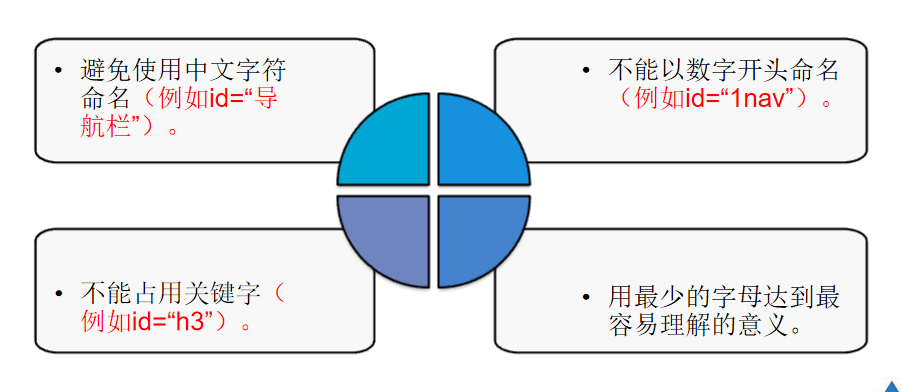 • 避免使用中文字符
命名（例如id=“导
航栏”）。
• 不能以数字开头命名
（例如id=“1nav”）。
• 不能占用关键字（
例如id=“h3”）。
• 用最少的字母达到最
容易理解的意义。